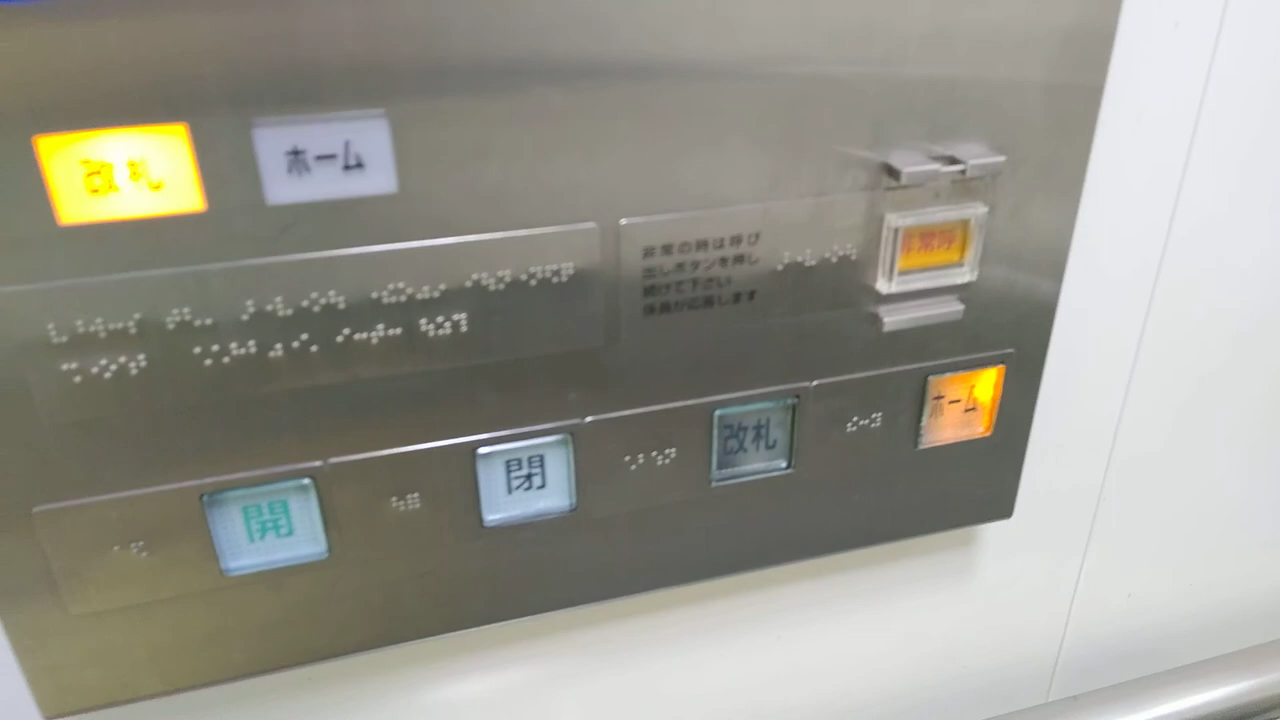 改札
ホーム
非常の時は呼び
出しボタンを押し
続けて下さい
係員が応答します
非常呼
開
閉
改札
ホーム